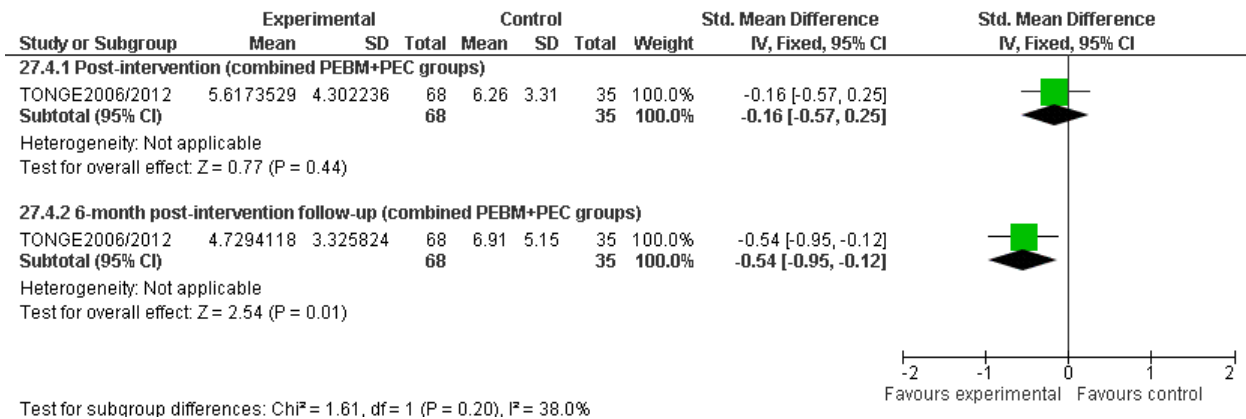 Experimental Control Std. Mean Difference Std. Mean Difference
Study or Subgroup Mean SD Total Mean SD Total Weight IV, Fixed, 95% CI IV, Fixed, 95% CI
27.4.1 Post-intervention (combined PEBM+PEC groups)
TONGE2006/2012 5.6173529 4.302236 68 6.26 3.31 35 100.0% -0.16 [-0.57, 0.25]
Subtotal (95% CI) 68 35 100.0% -0.16 [-0.57, 0.25]
Heterogeneity: Not applicable
Test for overall effect: Z = 0.77 (P = 0.44)
27.4.2 6-month post-intervention follow-up (combined PEBM+PEC groups)
TONGE2006/2012 4.7294118 3.325824 68 6.91 5.15 35 100.0% -0.54 [-0.95, -0.12]
Subtotal (95% CI) 68 35 100.0% -0.54 [-0.95, -0.12]
Heterogeneity: Not applicable
Test for overall effect: Z = 2.54 (P = 0.01)
-2 -1 0 1 2
Favours experimental Favours control
Test for subgroup differences: Chi² = 1.61, df = 1 (P = 0.20), I² = 38.0%